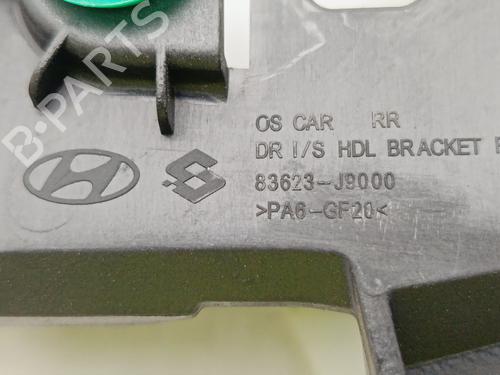 B-PARTS
OS CAR RR
DR I/S HDL BRACKET
83623-J9000
>PA6-GF20<